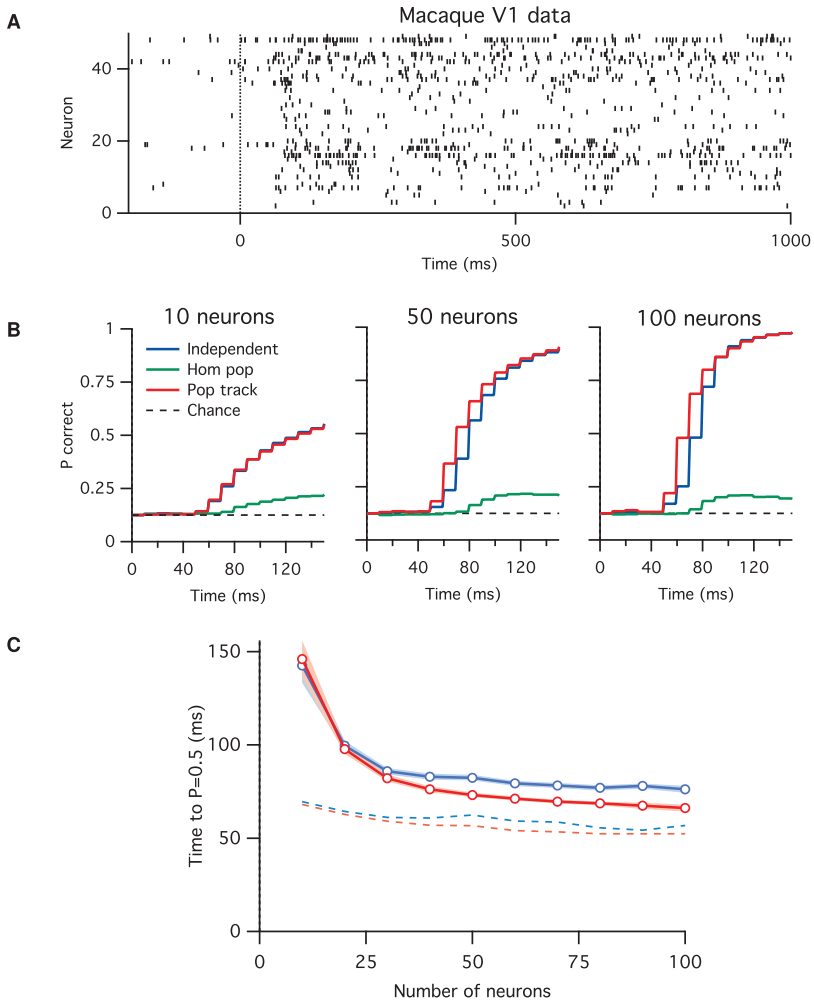 A
Macaque V1 data
Neuron
40
20
0
0 500 1000
Time (ms)
B
10 neurons 50 neurons 100 neurons
P correct
1
0.75
0.5
0.25
0
Independent
Hom pop
Pop track
Chance
0 40 80 120 0 40 80 120 0 40 80 120
Time (ms) Time (ms) Time (ms)
C
Time to P=0.5 (ms)
150
100
50
0
0 25 50 75 100
Number of neurons